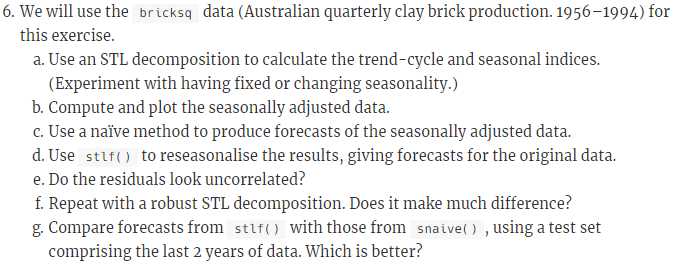 6. We will use the bricksq data (Australian quarterly clay brick production. 1956–1994) for
this exercise.
a. Use an STL decomposition to calculate the trend-cycle and seasonal indices.
(Experiment with having fixed or changing seasonality.)
b. Compute and plot the seasonally adjusted data.
c. Use a naïve method to produce forecasts of the seasonally adjusted data.
d. Use stlf() to reseasonalise the results, giving forecasts for the original data.
e. Do the residuals look uncorrelated?
f. Repeat with a robust STL decomposition. Does it make much difference?
g. Compare forecasts from stlf() with those from snaive() , using a test set
comprising the last 2 years of data. Which is better?